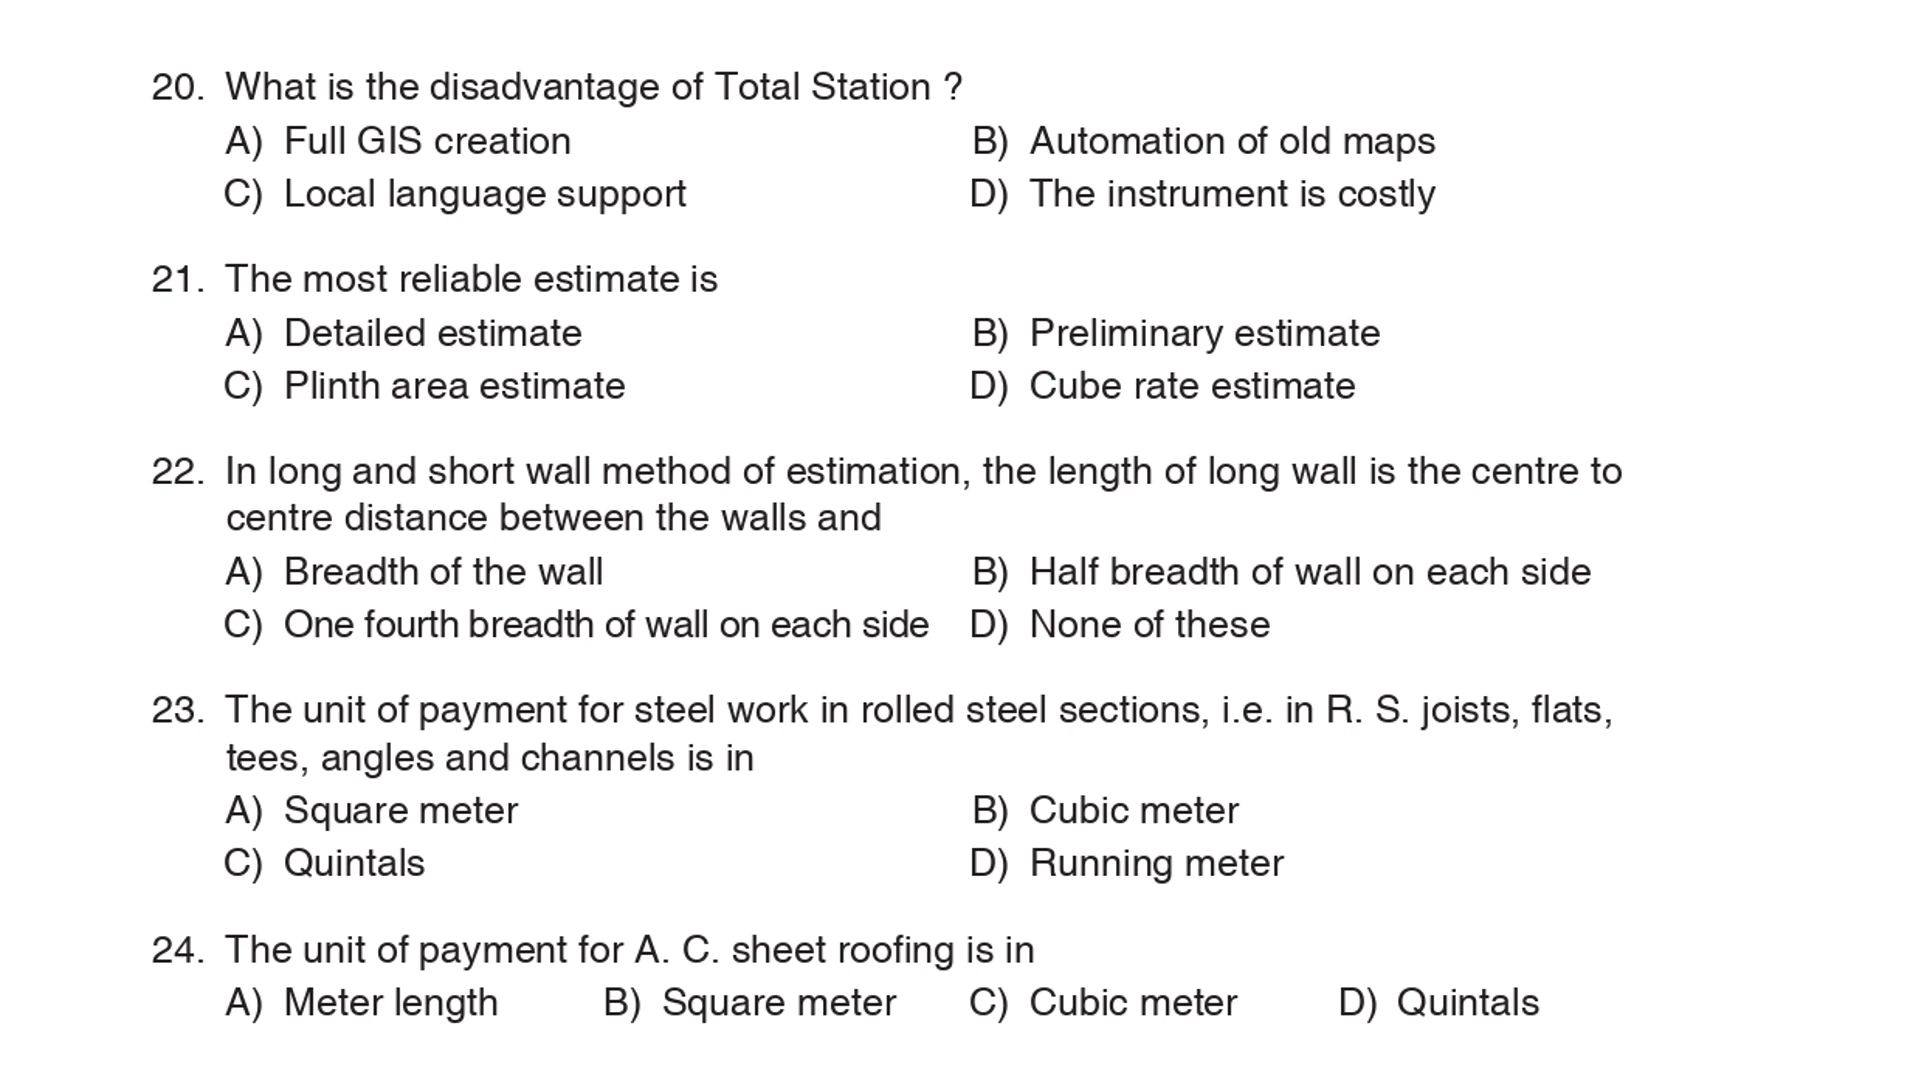 20. What is the disadvantage of Total Station ?
A) Full GIS creation B) Automation of old maps
C) Local language support D) The instrument is costly
21. The most reliable estimate is
A) Detailed estimate B) Preliminary estimate
C) Plinth area estimate D) Cube rate estimate
22. In long and short wall method of estimation, the length of long wall is the centre to
centre distance between the walls and
A) Breadth of the wall B) Half breadth of wall on each side
C) One fourth breadth of wall on each side D) None of these
23. The unit of payment for steel work in rolled steel sections, i.e. in R. S. joists, flats,
tees, angles and channels is in
A) Square meter B) Cubic meter
C) Quintals D) Running meter
24. The unit of payment for A. C. sheet roofing is in
A) Meter length B) Square meter C) Cubic meter D) Quintals